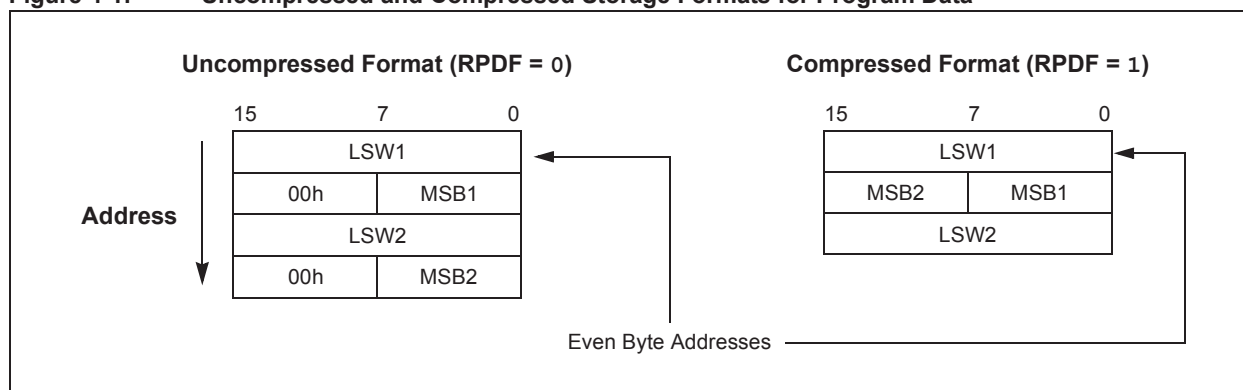 Figure 4-1: Uncompressed and Compressed Storage Formats for Program Data
Uncompressed Format (RPDF = 0)
15 7 0
LSW1
00h MSB1
LSW2
00h MSB2
Address
Compressed Format (RPDF = 1)
15 7 0
LSW1
MSB2 MSB1
LSW2
Even Byte Addresses